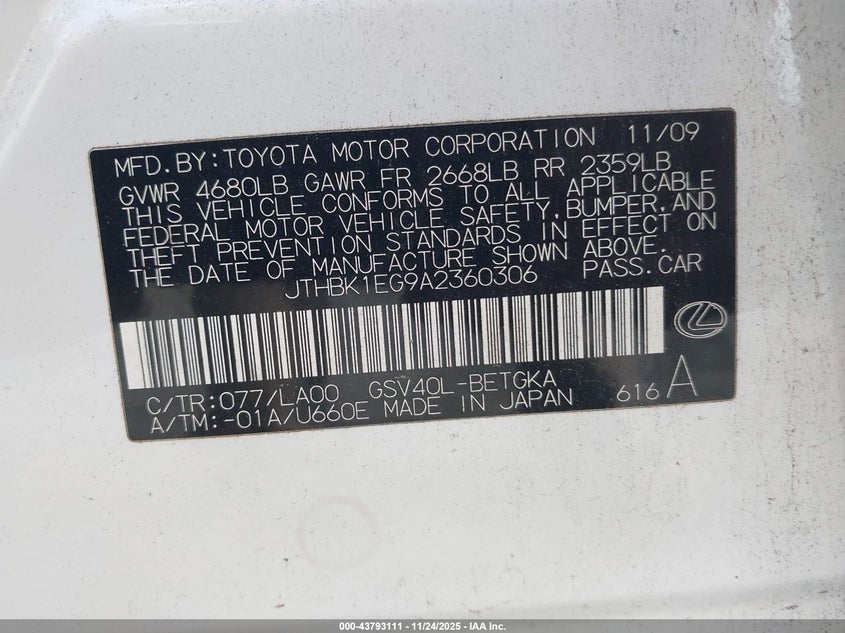 MFD.BY:TOYOTA MOTOR CORPORATION 11/09
GVWR 4680LB GAWR FR 2668LB RR 2359LB
THIS VEHICLE CONFORMS TO ALL APPLICABLE
FEDERAL MOTOR VEHICLE SAFETY,BUMPER,AND
THEFT PREVENTION STANDARDS IN EFFECT ON
THE DATE OF MANUFACTURE SHOWN ABOVE.
JTHBK1EG9A2360306 PASS.CAR
C/TR:077/LA00 GSV40L-BETGKA
A/TM:-01A/U660E MADE IN JAPAN 616 A
000-43793111 - 11/24/2025 - IAA Inc.